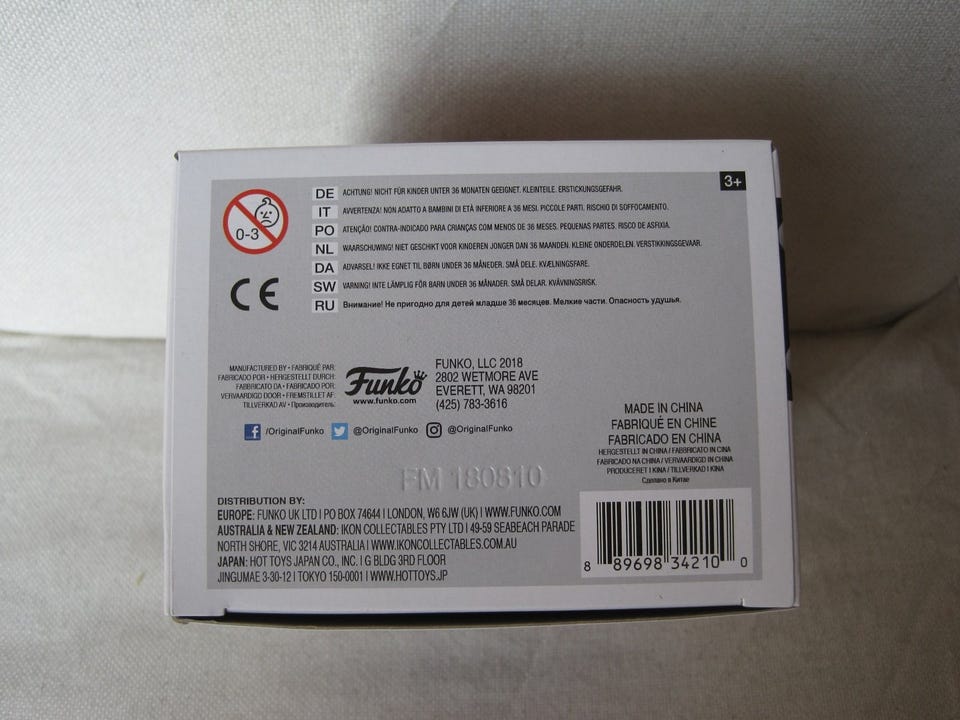 3+
0-3
DE ACHTUNG! NICHT FÜR KINDER UNTER 36 MONATEN GEEIGNET. KLEINTEILE. ERSTICKUNGSGEFAHR.
IT AVVERTENZA! NON ADATTO A BAMBINI DI ETÀ INFERIORE A 36 MESI. PICCOLE PARTI. RISCHIO DI SOFFOCAMENTO.
PO ATENÇÃO! CONTRA-INDICADO PARA CRIANÇAS COM MENOS DE 36 MESES. PEQUENAS PARTES. RISCO DE ASFIXIA.
NL WAARSCHUWING! NIET GESCHIKT VOOR KINDEREN JONGER DAN 36 MAANDEN. KLEINE ONDERDELEN. VERSTIKKINGSGEVAAR.
DA ADVARSEL! IKKE EGNET TIL BØRN UNDER 36 MÅNEDER. SMÅ DELE. KVÆLNINGSFARE.
SW VARNING! INTE LÄMPLIG FÖR BARN UNDER 36 MÅNADER. SMÅ DELAR. KVÄVNINGSRISK.
RU Внимание! Не пригодно для детей младше 36 месяцев. Мелкие части. Опасность удушья.
CE
MANUFACTURED BY • FABRIQUÉ PAR:
FABRICADO POR • HERGESTELLT DURCH:
FABBRICATO DA • FABRICADO POR:
VERVAARDIGD DOOR • FREMSTILLET AF:
TILLVERKAD AV • Производитель:
Funko
www.funko.com
FUNKO, LLC 2018
2802 WETMORE AVE
EVERETT, WA 98201
(425) 783-3616
/OriginalFunko @OriginalFunko @OriginalFunko
MADE IN CHINA
FABRIQUÉ EN CHINE
FABRICADO EN CHINA
HERGESTELLT IN CHINA / FABBRICATO IN CINA
FABRICADO NA CHINA / VERVAARDIGD IN CHINA
PRODUCERET I KINA / TILLVERKAD I KINA
Сделано в Китае
FM 180810
DISTRIBUTION BY:
EUROPE: FUNKO UK LTD | PO BOX 74644 | LONDON, W6 6JW (UK) | WWW.FUNKO.COM
AUSTRALIA & NEW ZEALAND: IKON COLLECTABLES PTY LTD | 49-59 SEABEACH PARADE
NORTH SHORE, VIC 3214 AUSTRALIA | WWW.IKONCOLLECTABLES.COM.AU
JAPAN: HOT TOYS JAPAN CO., INC. | G BLDG 3RD FLOOR
JINGUMAE 3-30-12 | TOKYO 150-0001 | WWW.HOTTOYS.JP
8 89698 34210 0